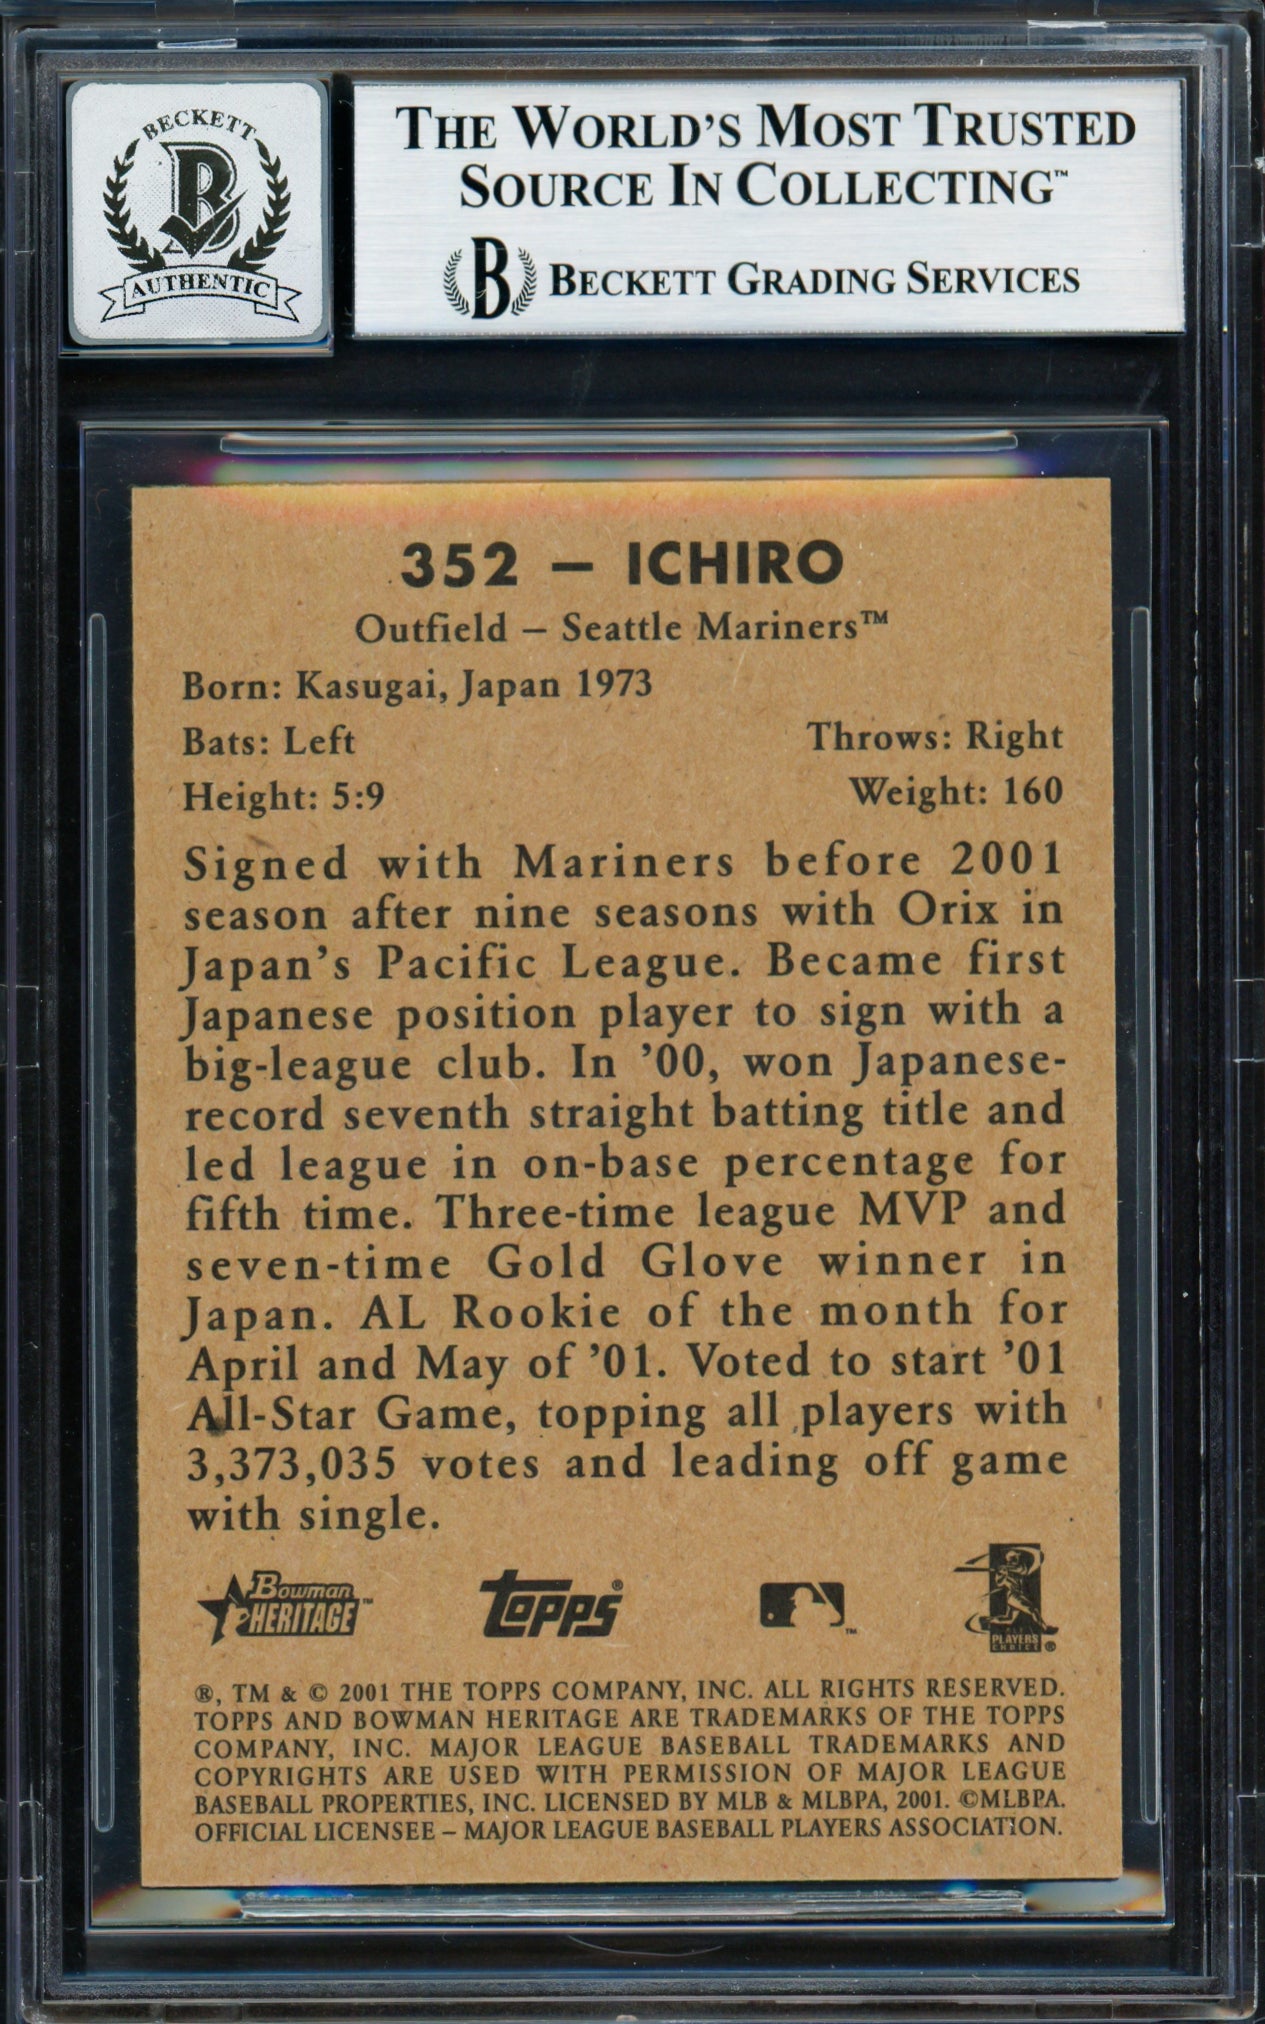 BECKETT
B
AUTHENTIC
THE WORLD'S MOST TRUSTED
SOURCE IN COLLECTING™
B BECKETT GRADING SERVICES
352 – ICHIRO
Outfield – Seattle Mariners™
Born: Kasugai, Japan 1973
Bats: Left Throws: Right
Height: 5:9 Weight: 160
Signed with Mariners before 2001
season after nine seasons with Orix in
Japan's Pacific League. Became first
Japanese position player to sign with a
big-league club. In '00, won Japanese-
record seventh straight batting title and
led league in on-base percentage for
fifth time. Three-time league MVP and
seven-time Gold Glove winner in
Japan. AL Rookie of the month for
April and May of '01. Voted to start '01
All-Star Game, topping all players with
3,373,035 votes and leading off game
with single.
Bowman HERITAGE™ Topps® ™ PLAYERS CHOICE®
®, TM & © 2001 THE TOPPS COMPANY, INC. ALL RIGHTS RESERVED.
TOPPS AND BOWMAN HERITAGE ARE TRADEMARKS OF THE TOPPS
COMPANY, INC. MAJOR LEAGUE BASEBALL TRADEMARKS AND
COPYRIGHTS ARE USED WITH PERMISSION OF MAJOR LEAGUE
BASEBALL PROPERTIES, INC. LICENSED BY MLB & MLBPA, 2001. ©MLBPA.
OFFICIAL LICENSEE – MAJOR LEAGUE BASEBALL PLAYERS ASSOCIATION.